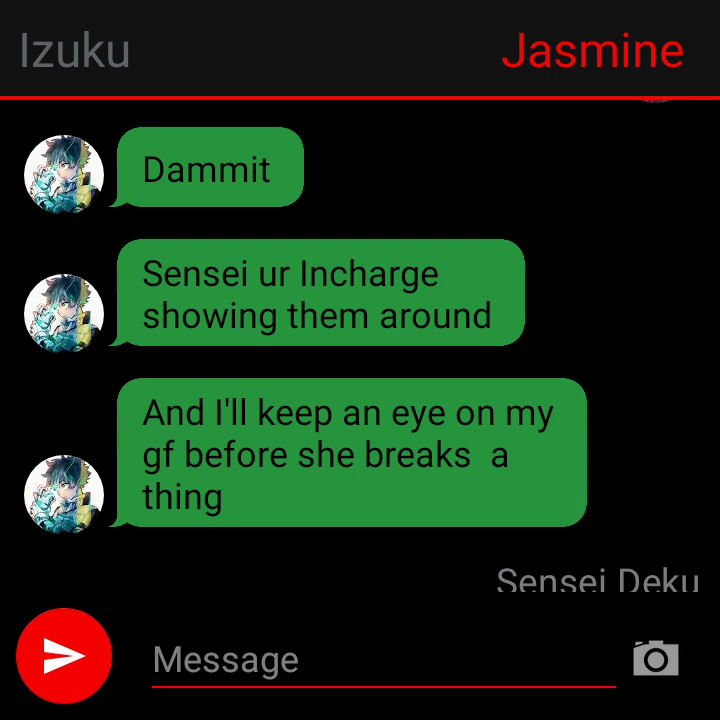 Izuku
Jasmine
Dammit
Sensei ur Incharge
showing them around
And I'll keep an eye on my
gf before she breaks  a
thing
Sensei Deku
Message